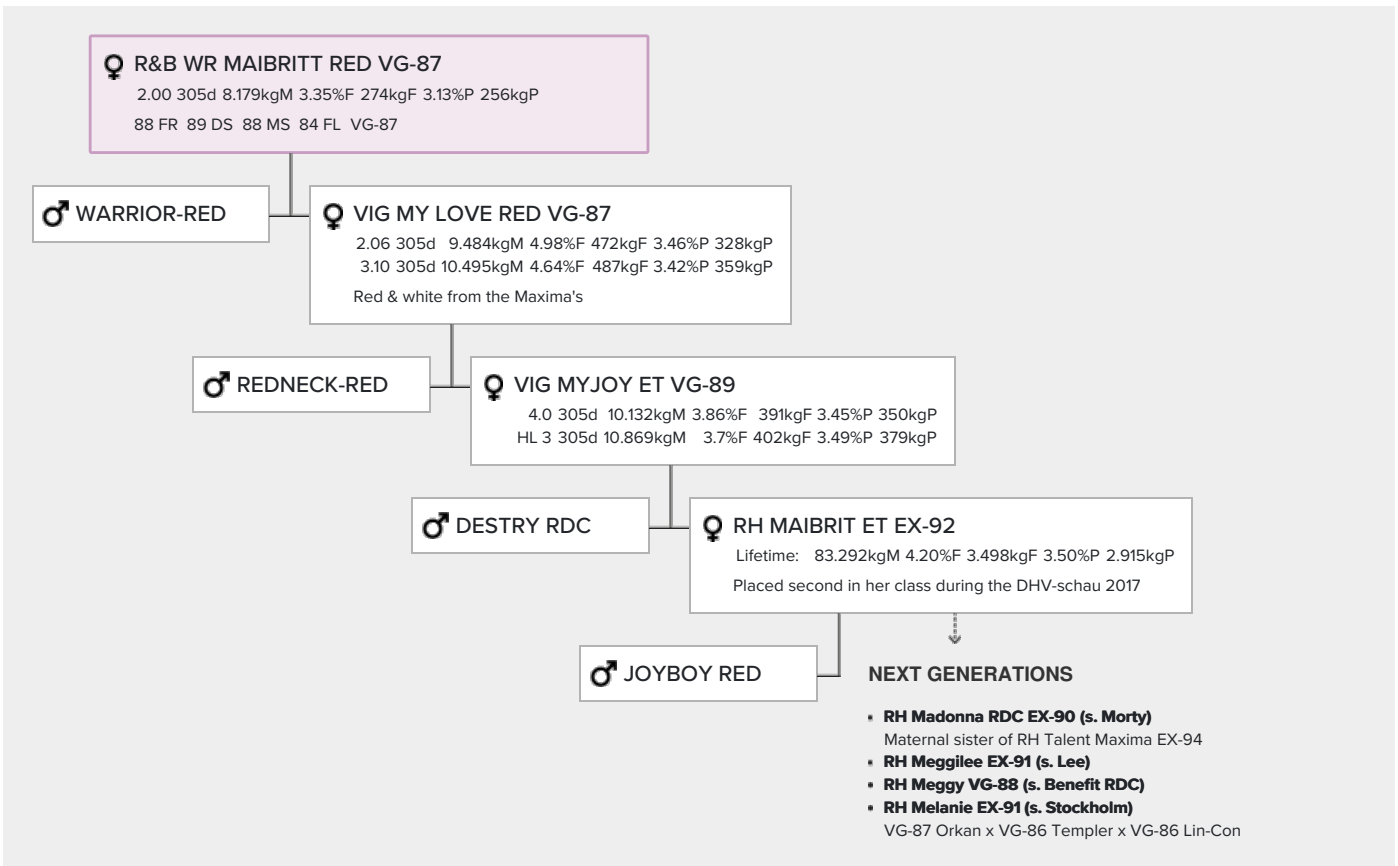 R&B WR MAIBRITT RED VG-87
2.00 305d 8.179kgM 3.35%F 274kgF 3.13%P 256kgP
88 FR 89 DS 88 MS 84 FL VG-87
WARRIOR-RED
VIG MY LOVE RED VG-87
2.06 305d 9.484kgM 4.98%F 472kgF 3.46%P 328kgP
3.10 305d 10.495kgM 4.64%F 487kgF 3.42%P 359kgP
Red & white from the Maxima's
REDNECK-RED
VIG MYJOY ET VG-89
4.0 305d 10.132kgM 3.86%F 391kgF 3.45%P 350kgP
HL 3 305d 10.869kgM 3.7%F 402kgF 3.49%P 379kgP
DESTRY RDC
RH MAIBRIT ET EX-92
Lifetime: 83.292kgM 4.20%F 3.498kgF 3.50%P 2.915kgP
Placed second in her class during the DHV-schau 2017
JOYBOY RED
NEXT GENERATIONS
• RH Madonna RDC EX-90 (s. Morty)
Maternal sister of RH Talent Maxima EX-94
• RH Meggilee EX-91 (s. Lee)
• RH Meggy VG-88 (s. Benefit RDC)
• RH Melanie EX-91 (s. Stockholm)
VG-87 Orkan x VG-86 Templer x VG-86 Lin-Con